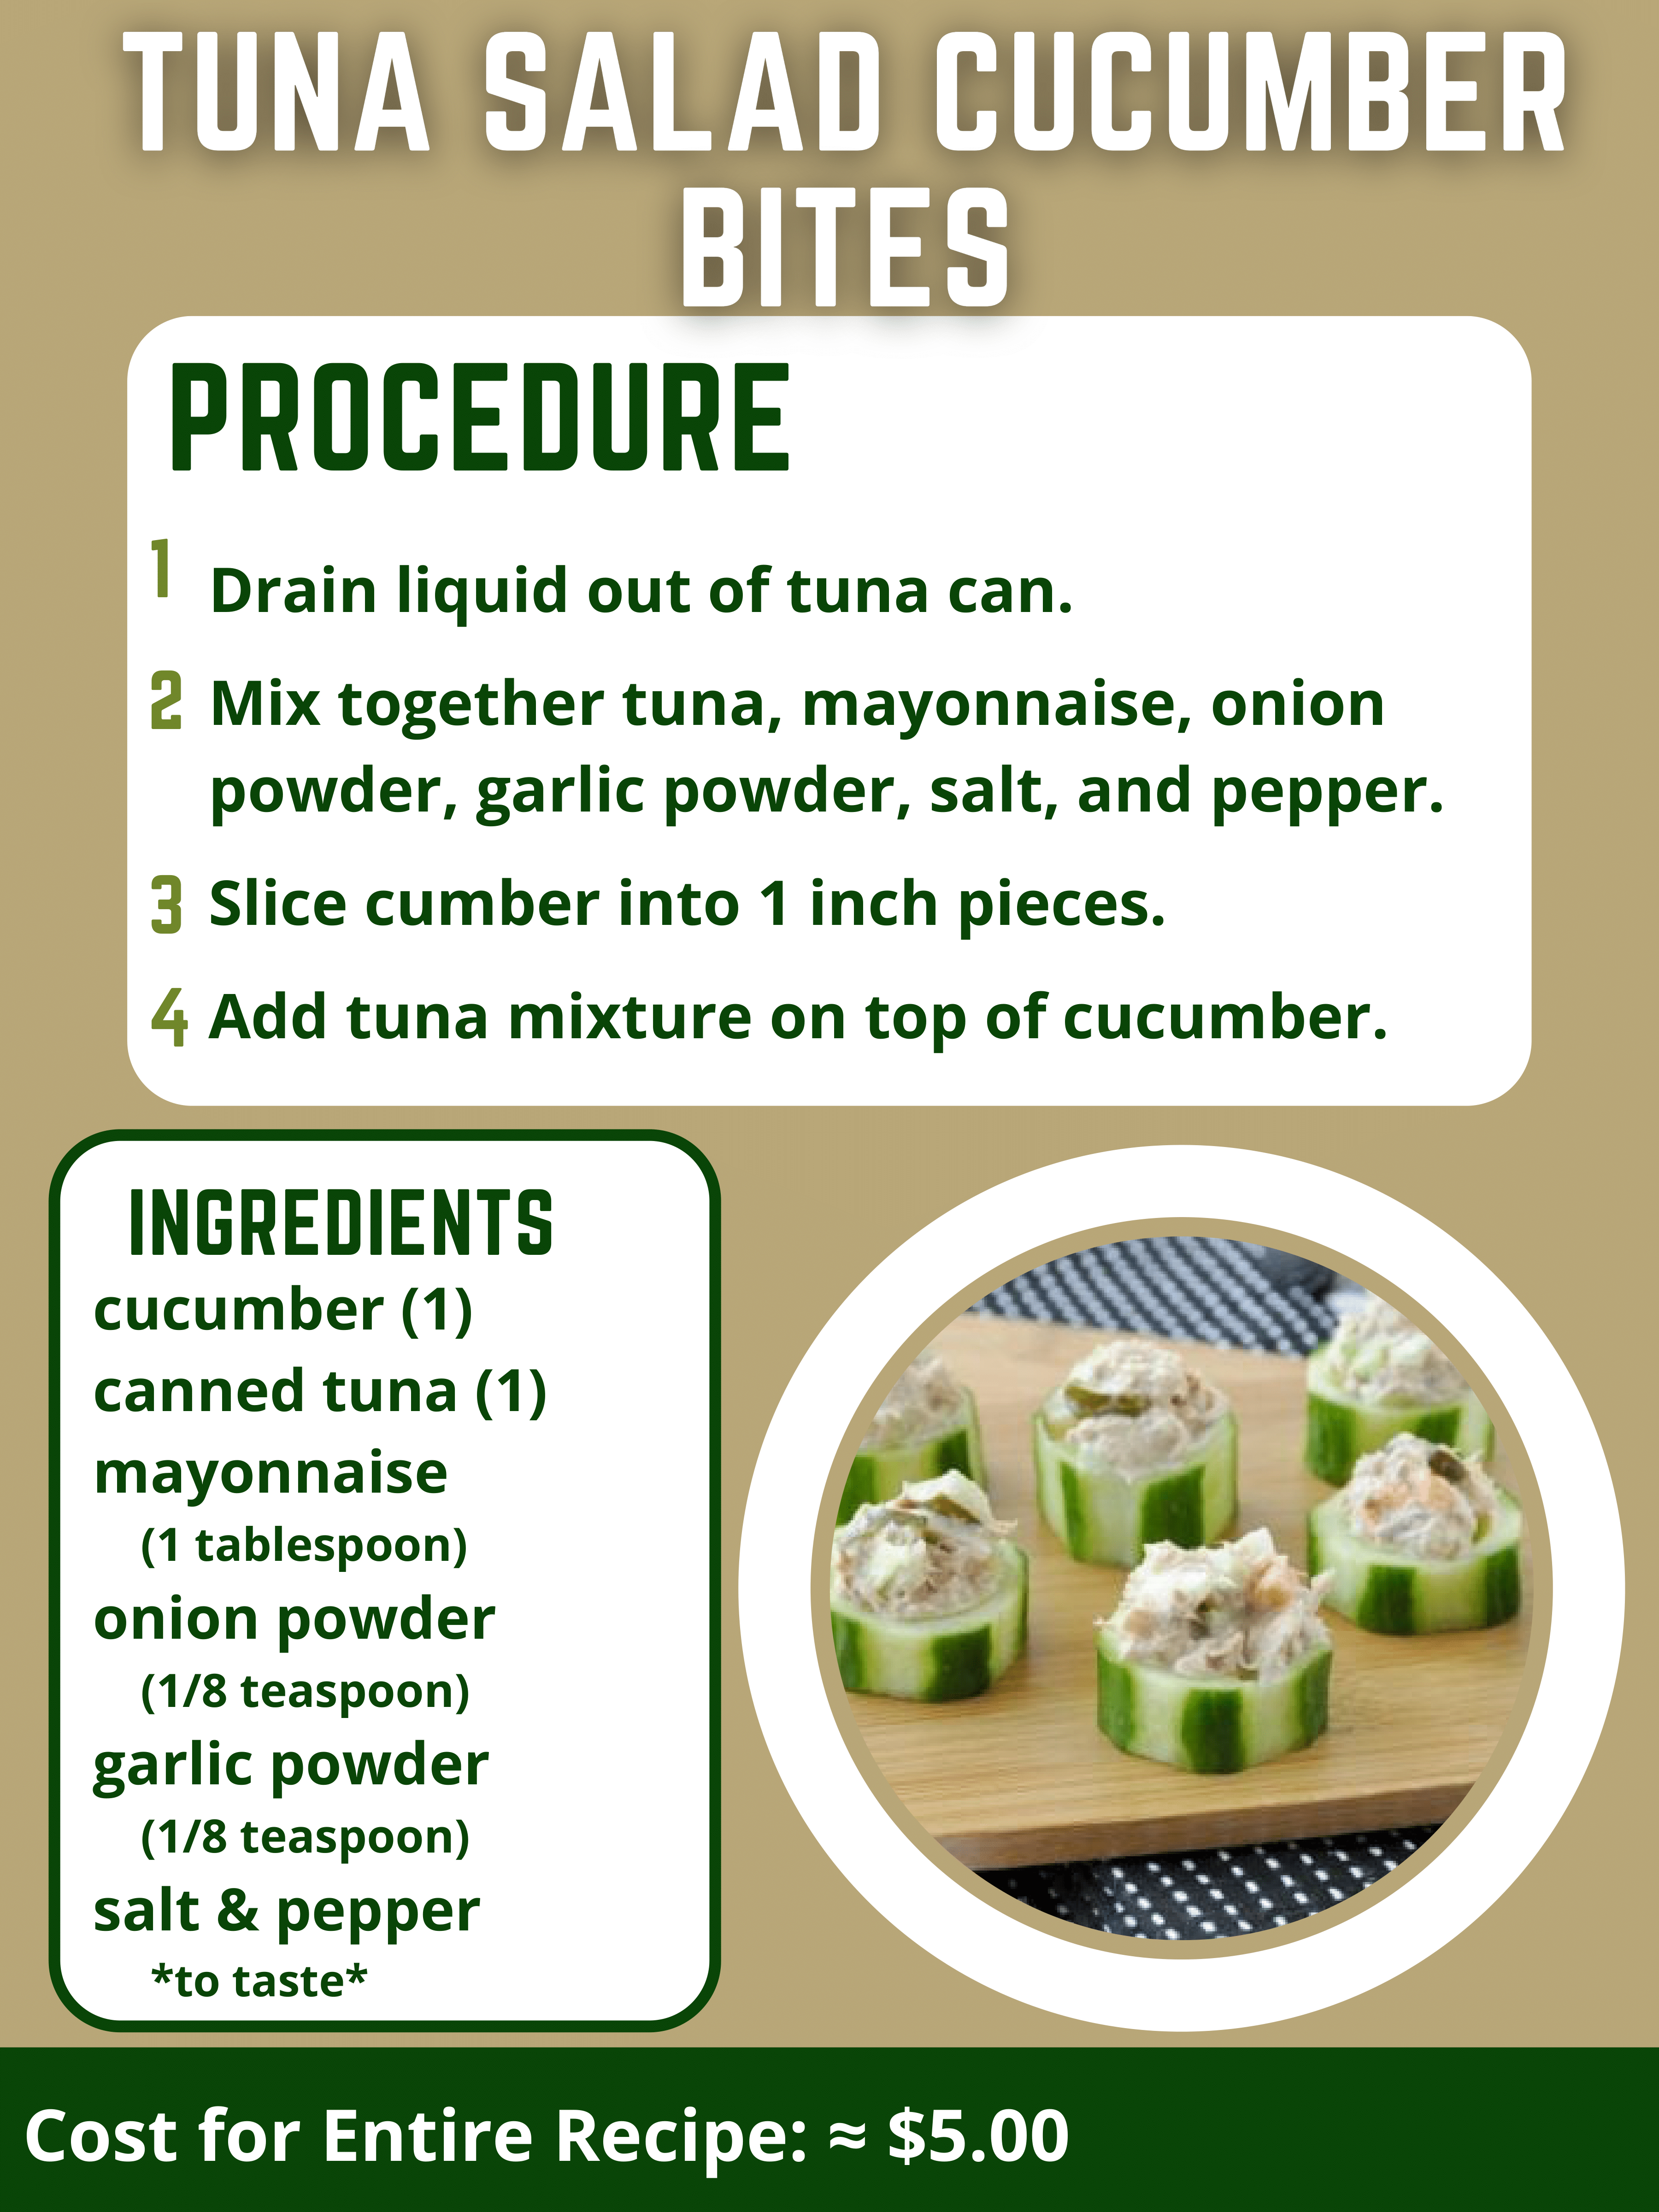 TUNA SALAD CUCUMBER
BITES
PROCEDURE
1 Drain liquid out of tuna can.
2 Mix together tuna, mayonnaise, onion
powder, garlic powder, salt, and pepper.
3 Slice cumber into 1 inch pieces.
4 Add tuna mixture on top of cucumber.
INGREDIENTS
cucumber (1)
canned tuna (1)
mayonnaise
(1 tablespoon)
onion powder
(1/8 teaspoon)
garlic powder
(1/8 teaspoon)
salt & pepper
*to taste*
Cost for Entire Recipe: ≈ $5.00